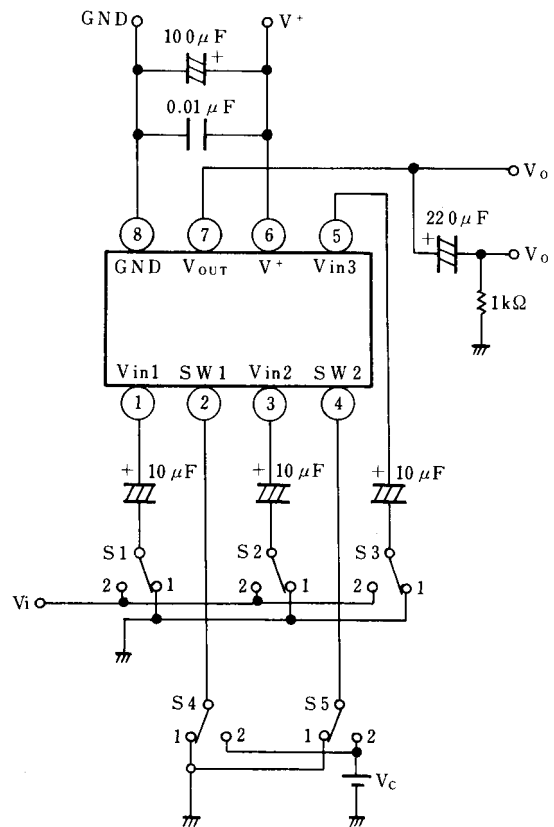 GND V+
100μF
+
0.01μF
Vo
8 7 6 5
220μF
+
Vo
GND VOUT V+ Vin3
1kΩ
Vin1 SW1 Vin2 SW2
1 2 3 4
+ 10μF + 10μF + 10μF
S1 S2 S3
2 1 2 1 2 1
Vi
S4 S5
1 2 1 2
VC